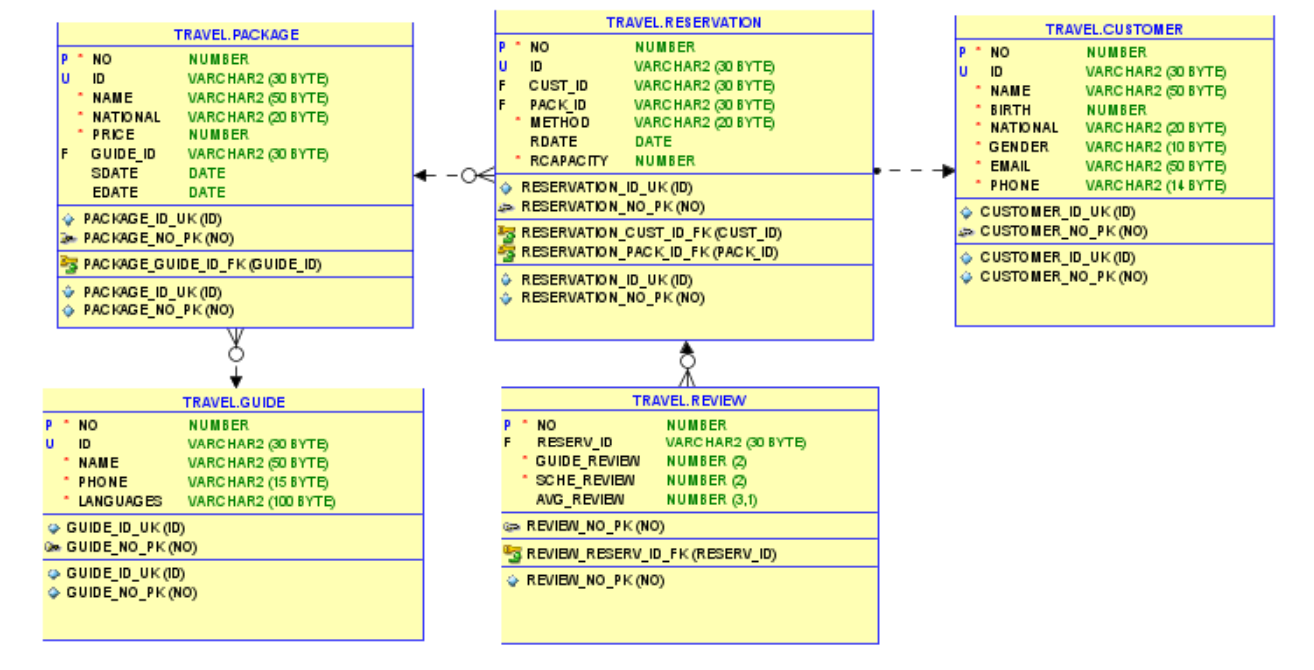 TRAVEL.PACKAGE
P * NO NUMBER
U ID VARCHAR2 (30 BYTE)
* NAME VARCHAR2 (50 BYTE)
* NATIONAL VARCHAR2 (20 BYTE)
* PRICE NUMBER
F GUIDE_ID VARCHAR2 (30 BYTE)
SDATE DATE
EDATE DATE
PACKAGE_ID_UK (ID)
PACKAGE_NO_PK (NO)
PACKAGE_GUIDE_ID_FK (GUIDE_ID)
PACKAGE_ID_UK (ID)
PACKAGE_NO_PK (NO)
TRAVEL.RESERVATION
P * NO NUMBER
U ID VARCHAR2 (30 BYTE)
F CUST_ID VARCHAR2 (30 BYTE)
F PACK_ID VARCHAR2 (30 BYTE)
* METHOD VARCHAR2 (20 BYTE)
RDATE DATE
* RCAPACITY NUMBER
RESERVATION_ID_UK (ID)
RESERVATION_NO_PK (NO)
RESERVATION_CUST_ID_FK (CUST_ID)
RESERVATION_PACK_ID_FK (PACK_ID)
RESERVATION_ID_UK (ID)
RESERVATION_NO_PK (NO)
TRAVEL.CUSTOMER
P * NO NUMBER
U ID VARCHAR2 (30 BYTE)
* NAME VARCHAR2 (50 BYTE)
* BIRTH NUMBER
* NATIONAL VARCHAR2 (20 BYTE)
* GENDER VARCHAR2 (10 BYTE)
* EMAIL VARCHAR2 (50 BYTE)
* PHONE VARCHAR2 (14 BYTE)
CUSTOMER_ID_UK (ID)
CUSTOMER_NO_PK (NO)
CUSTOMER_ID_UK (ID)
CUSTOMER_NO_PK (NO)
TRAVEL.GUIDE
P * NO NUMBER
U ID VARCHAR2 (30 BYTE)
* NAME VARCHAR2 (50 BYTE)
* PHONE VARCHAR2 (15 BYTE)
* LANGUAGES VARCHAR2 (100 BYTE)
GUIDE_ID_UK (ID)
GUIDE_NO_PK (NO)
GUIDE_ID_UK (ID)
GUIDE_NO_PK (NO)
TRAVEL.REVIEW
P * NO NUMBER
F RESERV_ID VARCHAR2 (30 BYTE)
* GUIDE_REVIEW NUMBER (2)
* SCHE_REVIEW NUMBER (2)
AVG_REVIEW NUMBER (3,1)
REVIEW_NO_PK (NO)
REVIEW_RESERV_ID_FK (RESERV_ID)
REVIEW_NO_PK (NO)